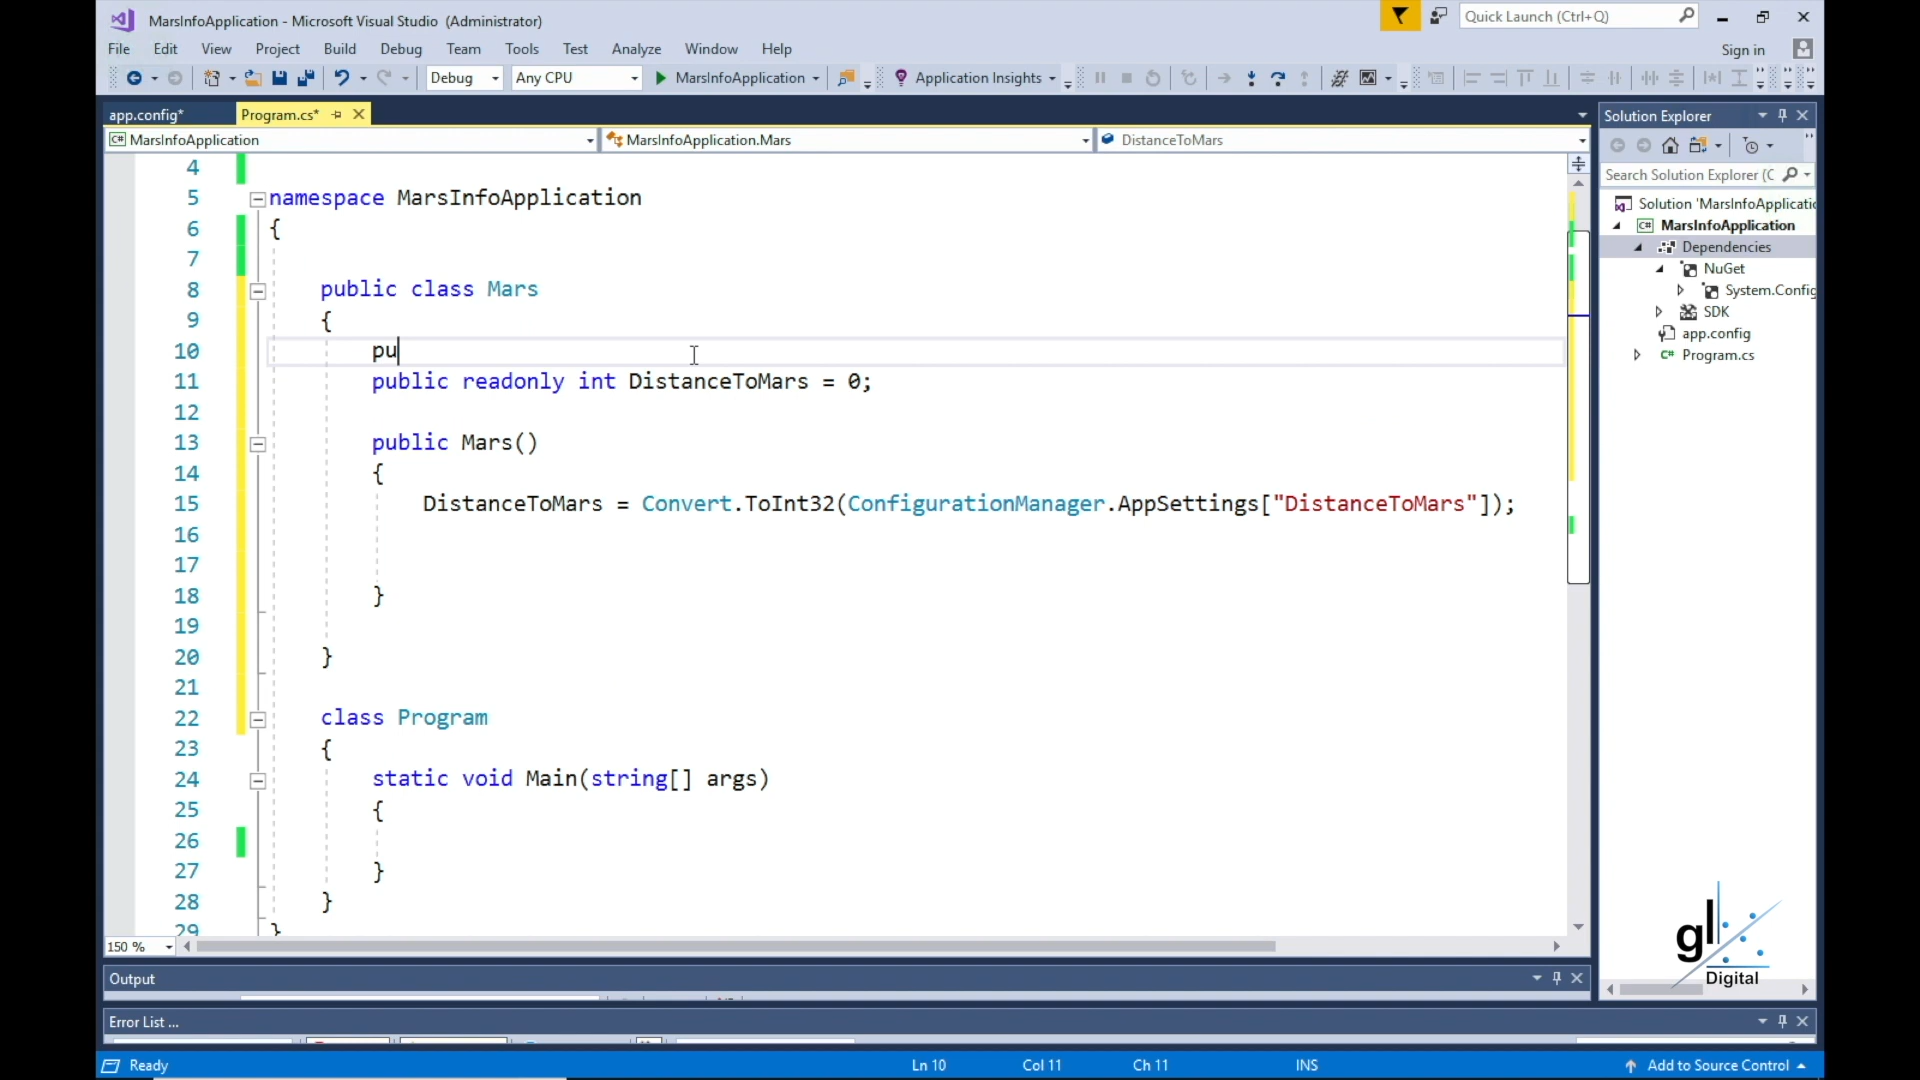 MarsInfoApplication - Microsoft Visual Studio (Administrator)
Quick Launch (Ctrl+Q)
File Edit View Project Build Debug Team Tools Test Analyze Window Help
Sign in
Debug Any CPU MarsInfoApplication Application Insights
app.config* Program.cs*
Solution Explorer
MarsInfoApplication MarsInfoApplication.Mars DistanceToMars
Search Solution Explorer (C
Solution 'MarsInfoApplicatio
MarsInfoApplication
Dependencies
NuGet
System.Config
SDK
app.config
Program.cs
4
5 namespace MarsInfoApplication
6 {
7
8 public class Mars
9 {
10 pu
11 public readonly int DistanceToMars = 0;
12
13 public Mars()
14 {
15 DistanceToMars = Convert.ToInt32(ConfigurationManager.AppSettings["DistanceToMars"]);
16
17
18 }
19
20 }
21
22 class Program
23 {
24 static void Main(string[] args)
25 {
26
27 }
28 }
29 }
150 %
gl
Digital
Output
Error List ...
Ready Ln 10 Col 11 Ch 11 INS Add to Source Control